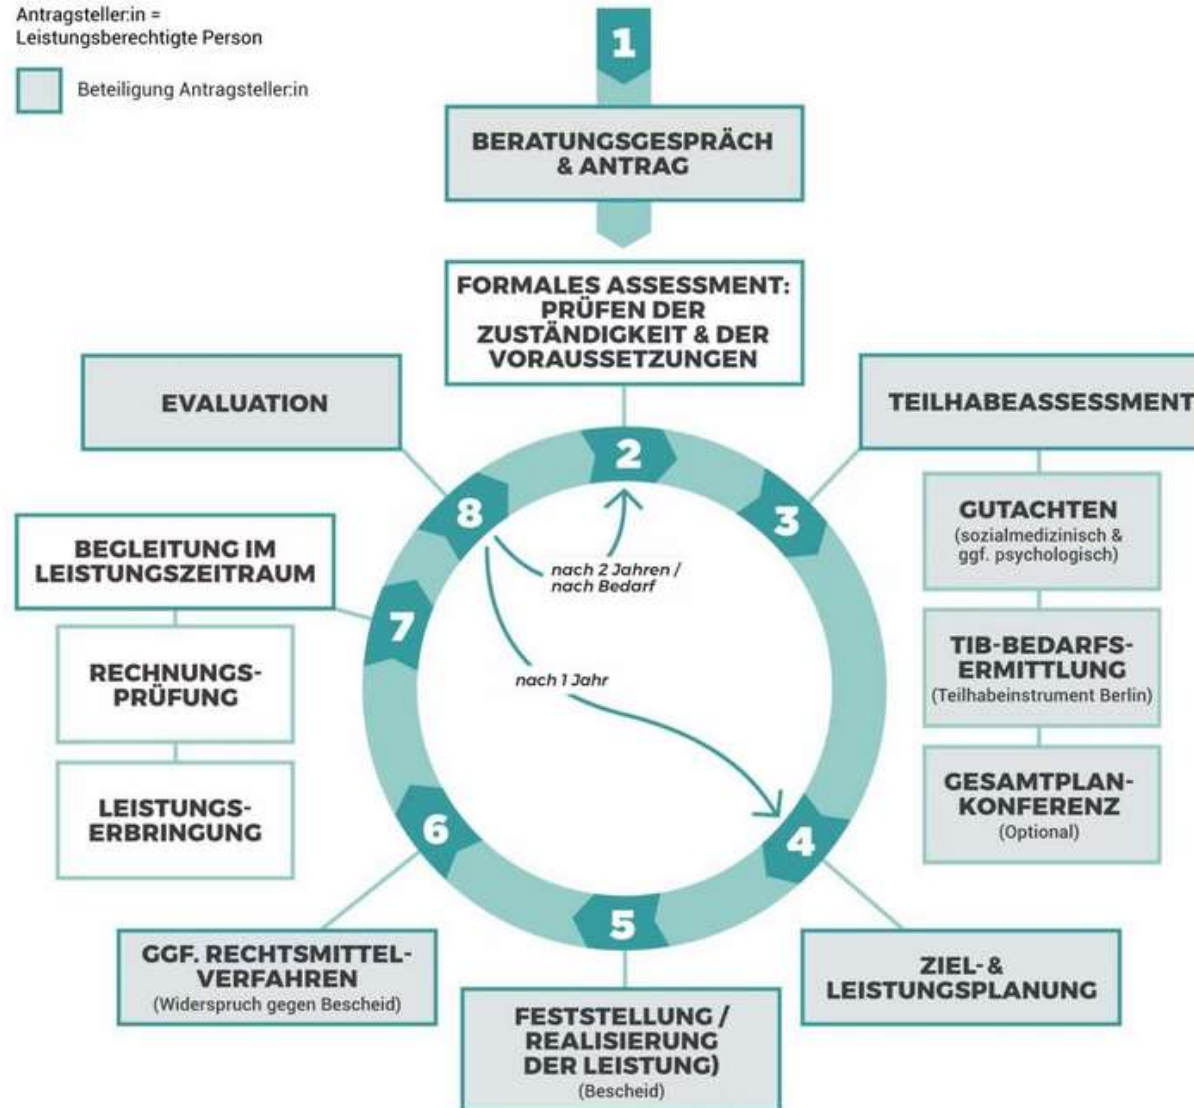 Antragsteller:in =
Leistungsberechtigte Person
Beteiligung Antragsteller:in
1
BERATUNGSGESPRÄCH
& ANTRAG
FORMALES ASSESSMENT:
PRÜFEN DER
ZUSTÄNDIGKEIT & DER
VORAUSSETZUNGEN
2
TEILHABEASSESSMENT
3
GUTACHTEN
(sozialmedizinisch &
ggf. psychologisch)
TIB-BEDARFS-
ERMITTLUNG
(Teilhabeinstrument Berlin)
GESAMTPLAN-
KONFERENZ
(Optional)
4
ZIEL- &
LEISTUNGSPLANUNG
5
FESTSTELLUNG /
REALISIERUNG
DER LEISTUNG)
(Bescheid)
6
GGF. RECHTSMITTEL-
VERFAHREN
(Widerspruch gegen Bescheid)
7
BEGLEITUNG IM
LEISTUNGSZEITRAUM
RECHNUNGS-
PRÜFUNG
LEISTUNGS-
ERBRINGUNG
8
EVALUATION
nach 2 Jahren /
nach Bedarf
nach 1 Jahr